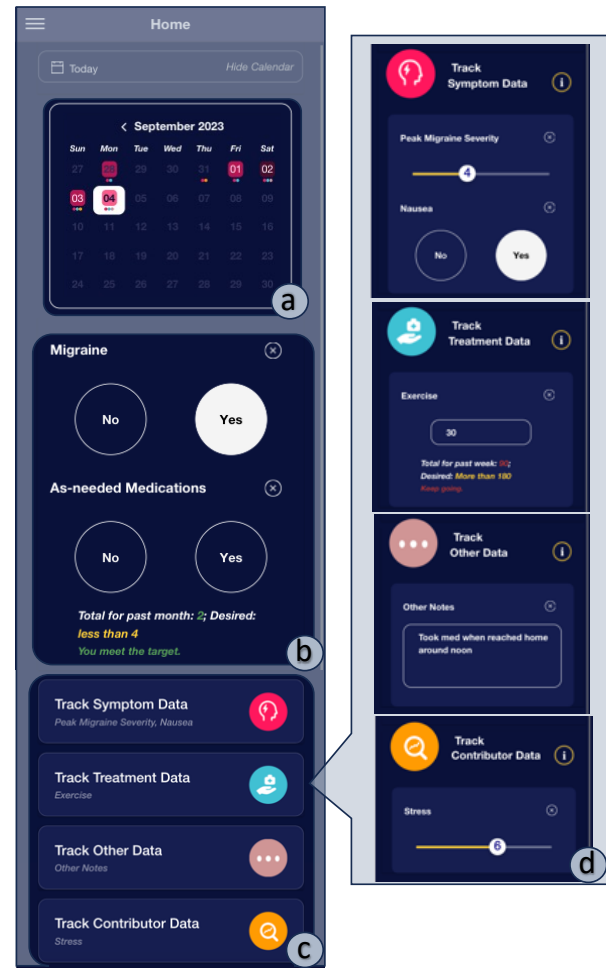 Home
Today Hide Calendar
< September 2023
Sun Mon Tue Wed Thu Fri Sat
27 28 29 30 31 01 02
03 04 05 06 07 08 09
10 11 12 13 14 15 16
17 18 19 20 21 22 23
24 25 26 27 28 29 30
a
Migraine
No Yes
As-needed Medications
No Yes
Total for past month: 2; Desired:
less than 4
You meet the target.
b
Track Symptom Data
Peak Migraine Severity, Nausea
Track Treatment Data
Exercise
Track Other Data
Other Notes
Track Contributor Data
Stress
c
Track
Symptom Data
i
Peak Migraine Severity
4
Nausea
No Yes
Track
Treatment Data
i
Exercise
30
Total for past week: 90;
Desired: More than 180
Keep going.
Track
Other Data
i
Other Notes
Took med when reached home
around noon
Track
Contributor Data
i
Stress
6
d